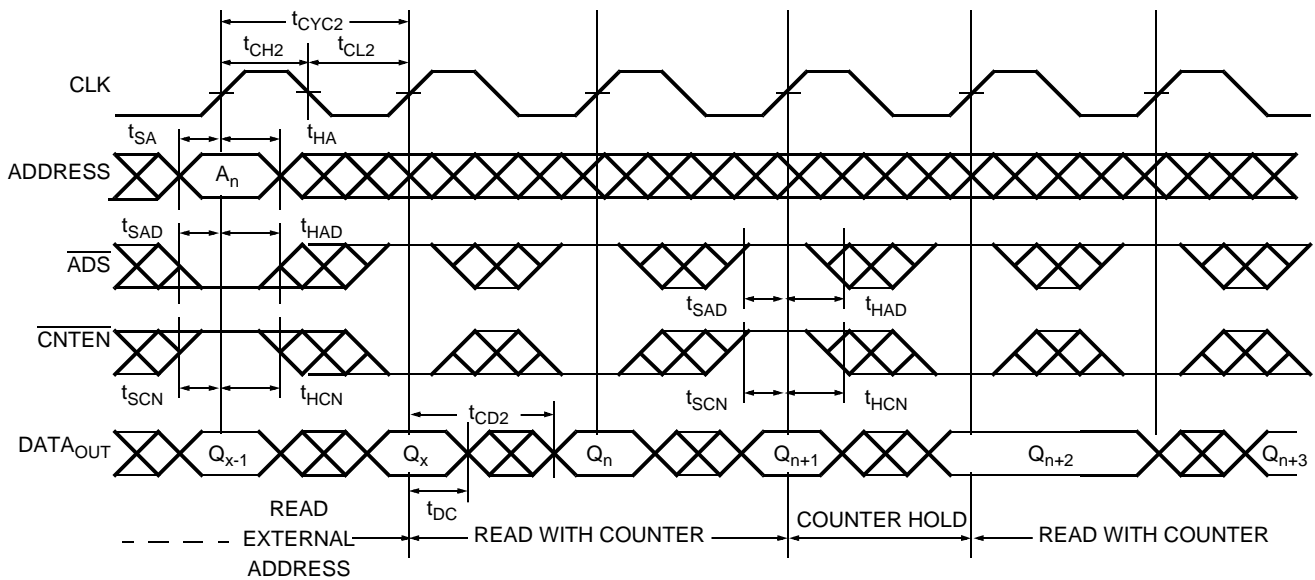 tCYC2
tCH2 tCL2
CLK
tSA tHA
ADDRESS An
tSAD tHAD
ADS
tSAD tHAD
CNTEN
tSCN tHCN tSCN tHCN
tCD2
DATAOUT Qx-1 Qx Qn Qn+1 Qn+2 Qn+3
tDC
READ EXTERNAL ADDRESS
READ WITH COUNTER
COUNTER HOLD
READ WITH COUNTER